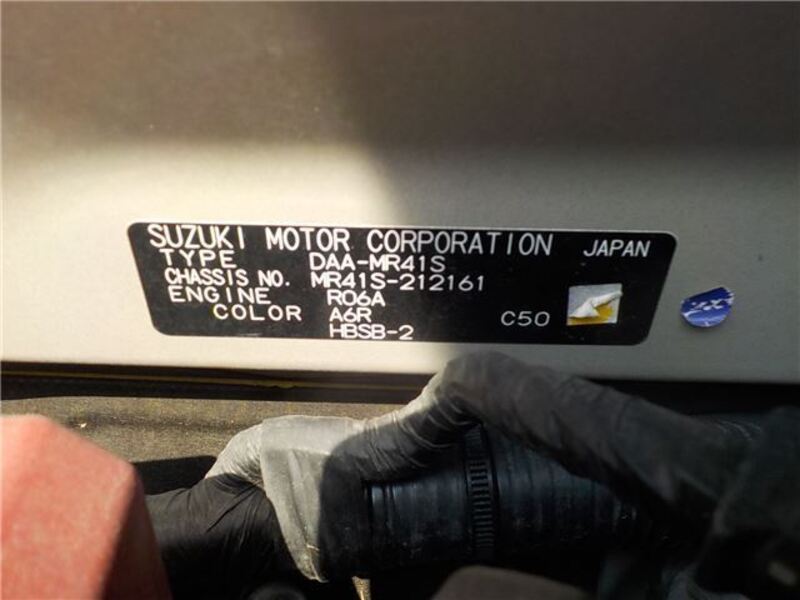 SUZUKI MOTOR CORPORATION JAPAN
TYPE DAA-MR41S
CHASSIS NO. MR41S-212161
ENGINE R06A
COLOR A6R
HBSB-2 C50